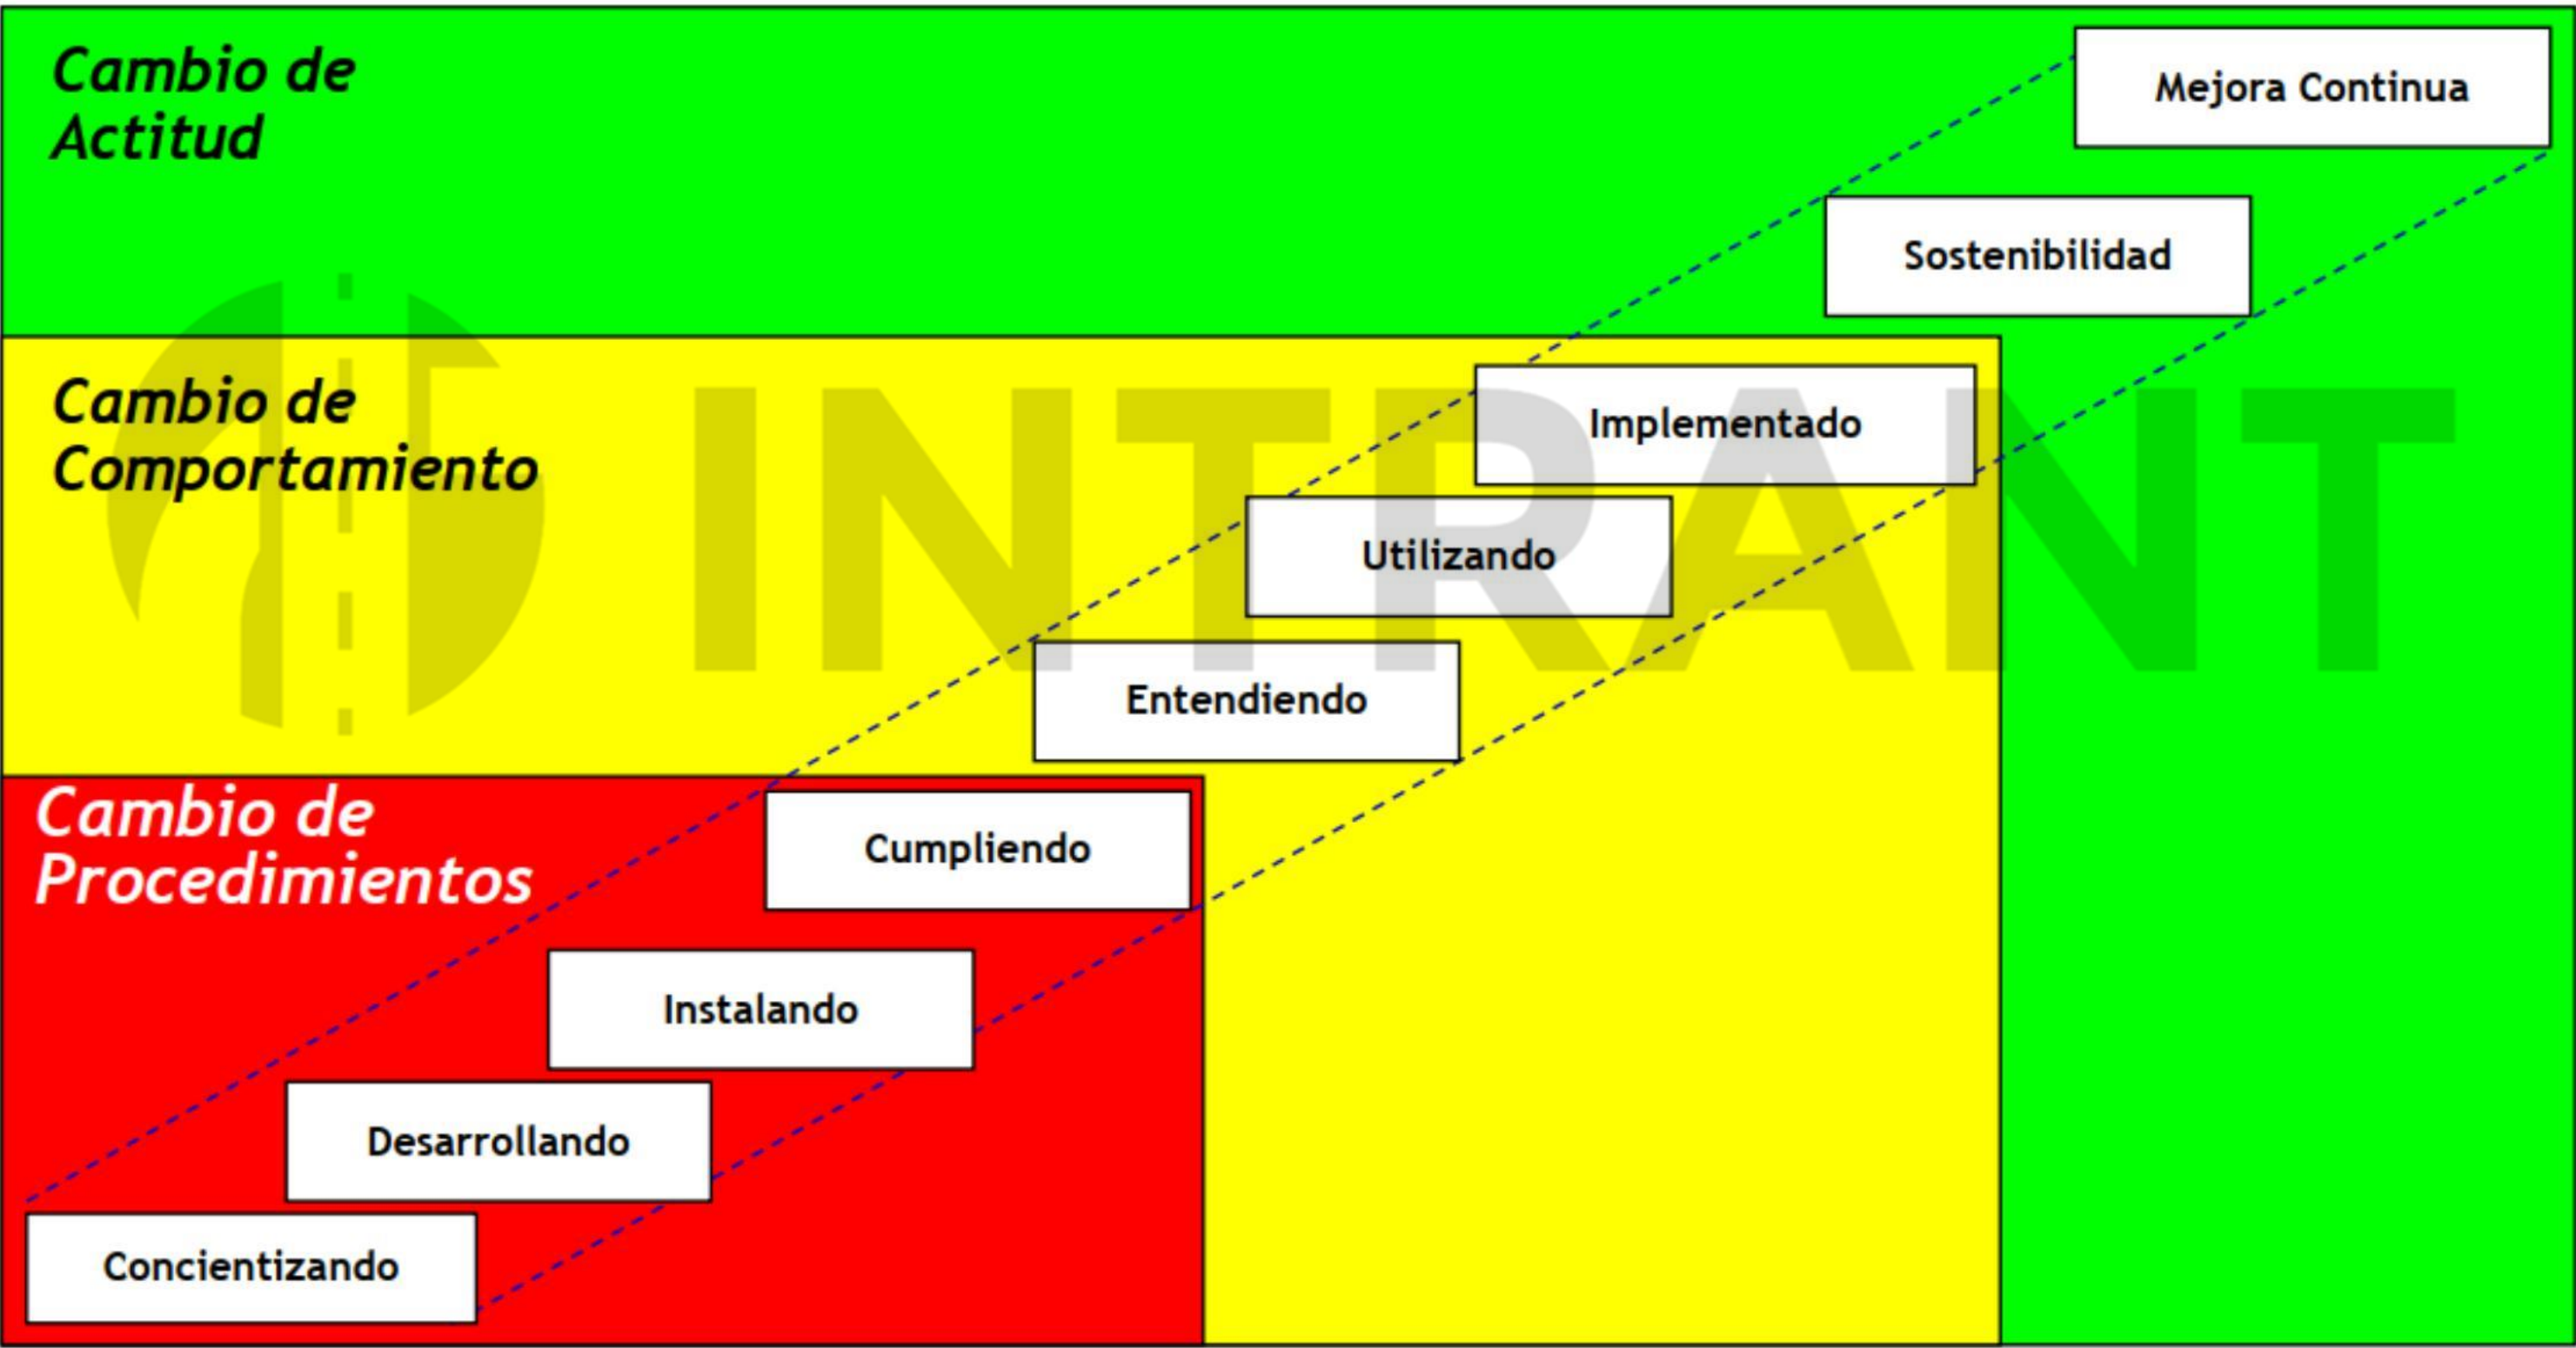 Cambio de
Actitud
Mejora Continua
Sostenibilidad
Cambio de
Comportamiento
Implementado
INTRANT
Utilizando
Entendiendo
Cambio de
Procedimientos
Cumpliendo
Instalando
Desarrollando
Concientizando